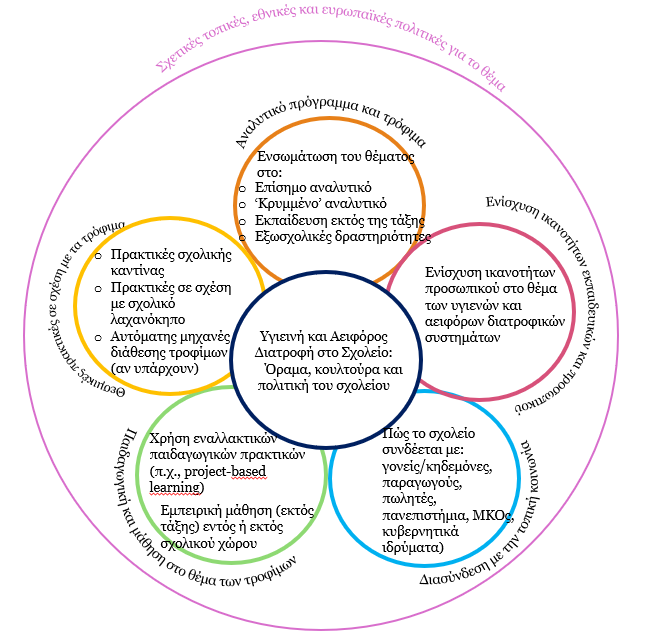 Σχετικές τοπικές, εθνικές και ευρωπαϊκές πολιτικές για το θέμα
Αναλυτικό πρόγραμμα και τρόφιμα
Ενσωμάτωση του θέματος
στο:
o Επίσημο αναλυτικό
o ‘Κρυμμένο’ αναλυτικό
o Εκπαίδευση εκτός της τάξης
o Εξωσχολικές δραστηριότητες
Ενίσχυση ικανοτήτων εκπαιδευτικών και προσωπικού
Ενίσχυση ικανοτήτων
προσωπικού στο θέμα
των υγιενών και
αειφόρων διατροφικών
συστημάτων
Θεσμικές πρακτικές σε σχέση με τα τρόφιμα
o Πρακτικές σχολικής
καντίνας
o Πρακτικές σε σχέση
με σχολικό
λαχανόκηπο
o Αυτόματης μηχανές
διάθεσης τροφίμων
(αν υπάρχουν)
Υγιεινή και Αειφόρος
Διατροφή στο Σχολείο:
Όραμα, κουλτούρα και
πολιτική του σχολείου
Χρήση εναλλακτικών
παιδαγωγικών πρακτικών
(π.χ., project-based
learning)
Εμπειρική μάθηση (εκτός
τάξης) εντός ή εκτός
σχολικού χώρου
Παιδαγωγική και μάθηση στο θέμα των τροφίμων
Πώς το σχολείο
συνδέεται με:
γονείς/κηδεμόνες,
παραγωγούς,
πωλητές,
πανεπιστήμια, ΜΚΟς,
κυβερνητικά
ιδρύματα)
Διασύνδεση με την τοπική κοινωνία